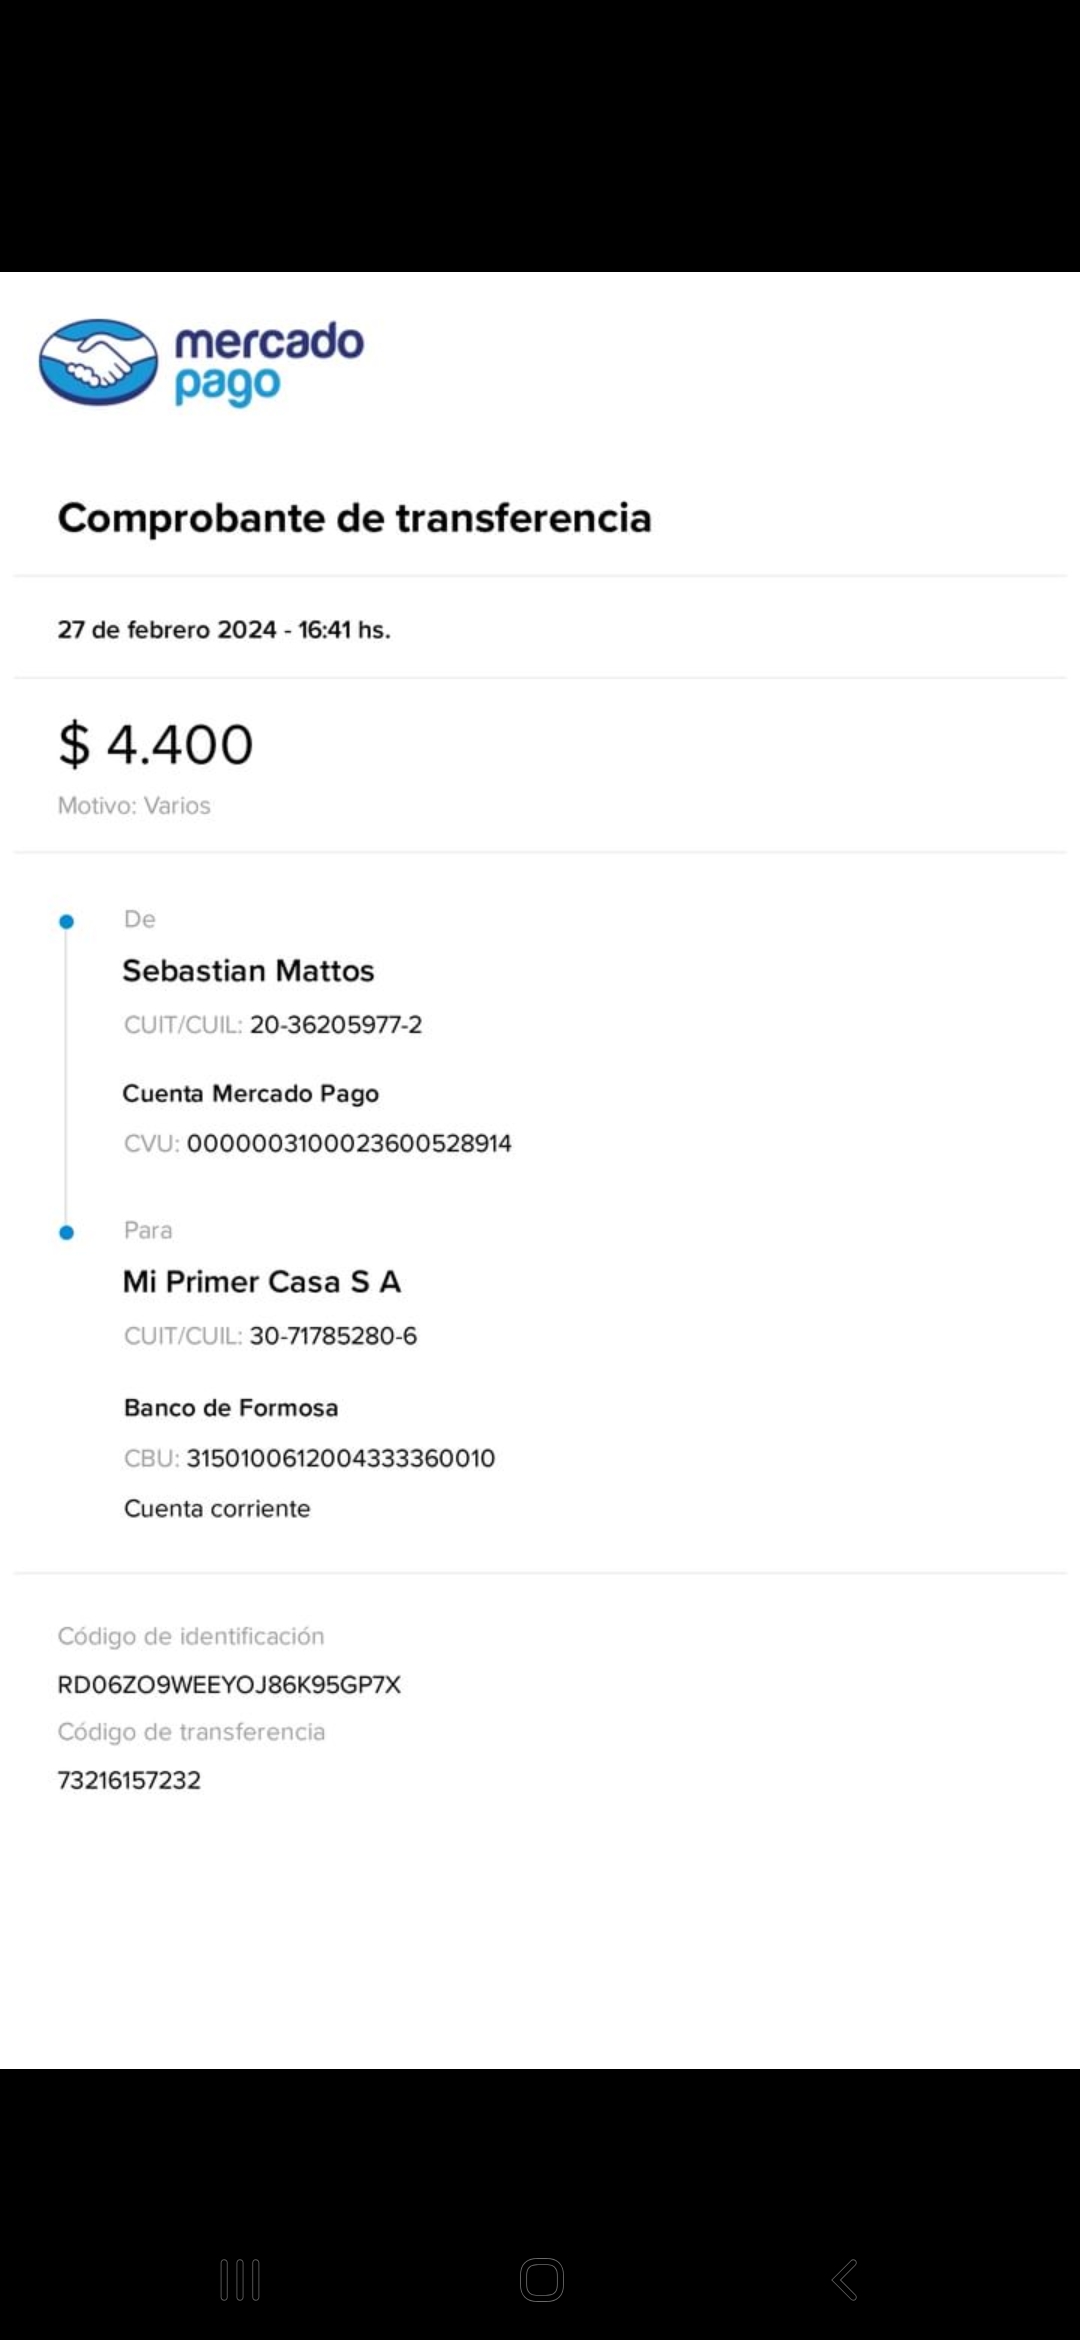 mercado
pago
Comprobante de transferencia
27 de febrero 2024 - 16:41 hs.
$ 4.400
Motivo: Varios
De
Sebastian Mattos
CUIT/CUIL: 20-36205977-2
Cuenta Mercado Pago
CVU: 0000003100023600528914
Para
Mi Primer Casa S A
CUIT/CUIL: 30-71785280-6
Banco de Formosa
CBU: 3150100612004333360010
Cuenta corriente
Código de identificación
RD06ZO9WEEYOJ86K95GP7X
Código de transferencia
73216157232